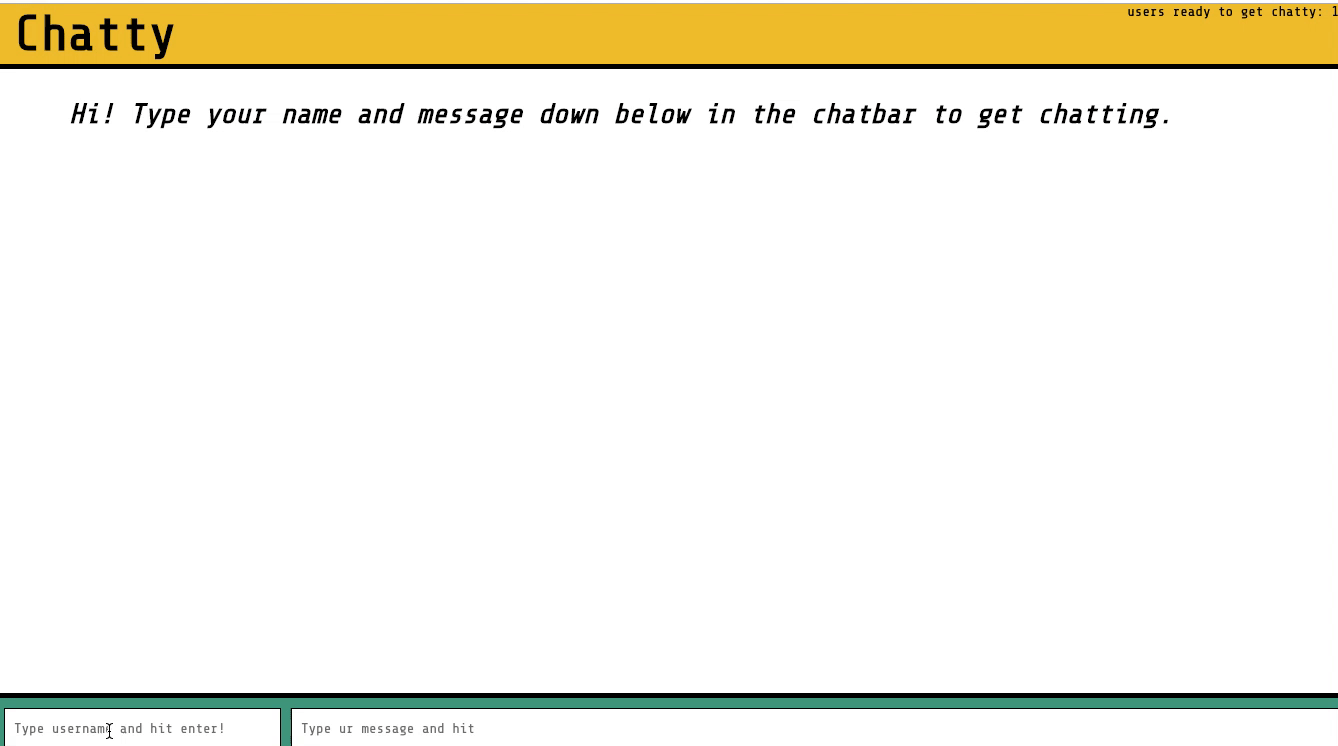 users ready to get chatty: 1
Chatty
Hi! Type your name and message down below in the chatbar to get chatting.
Type username and hit enter!
Type ur message and hit